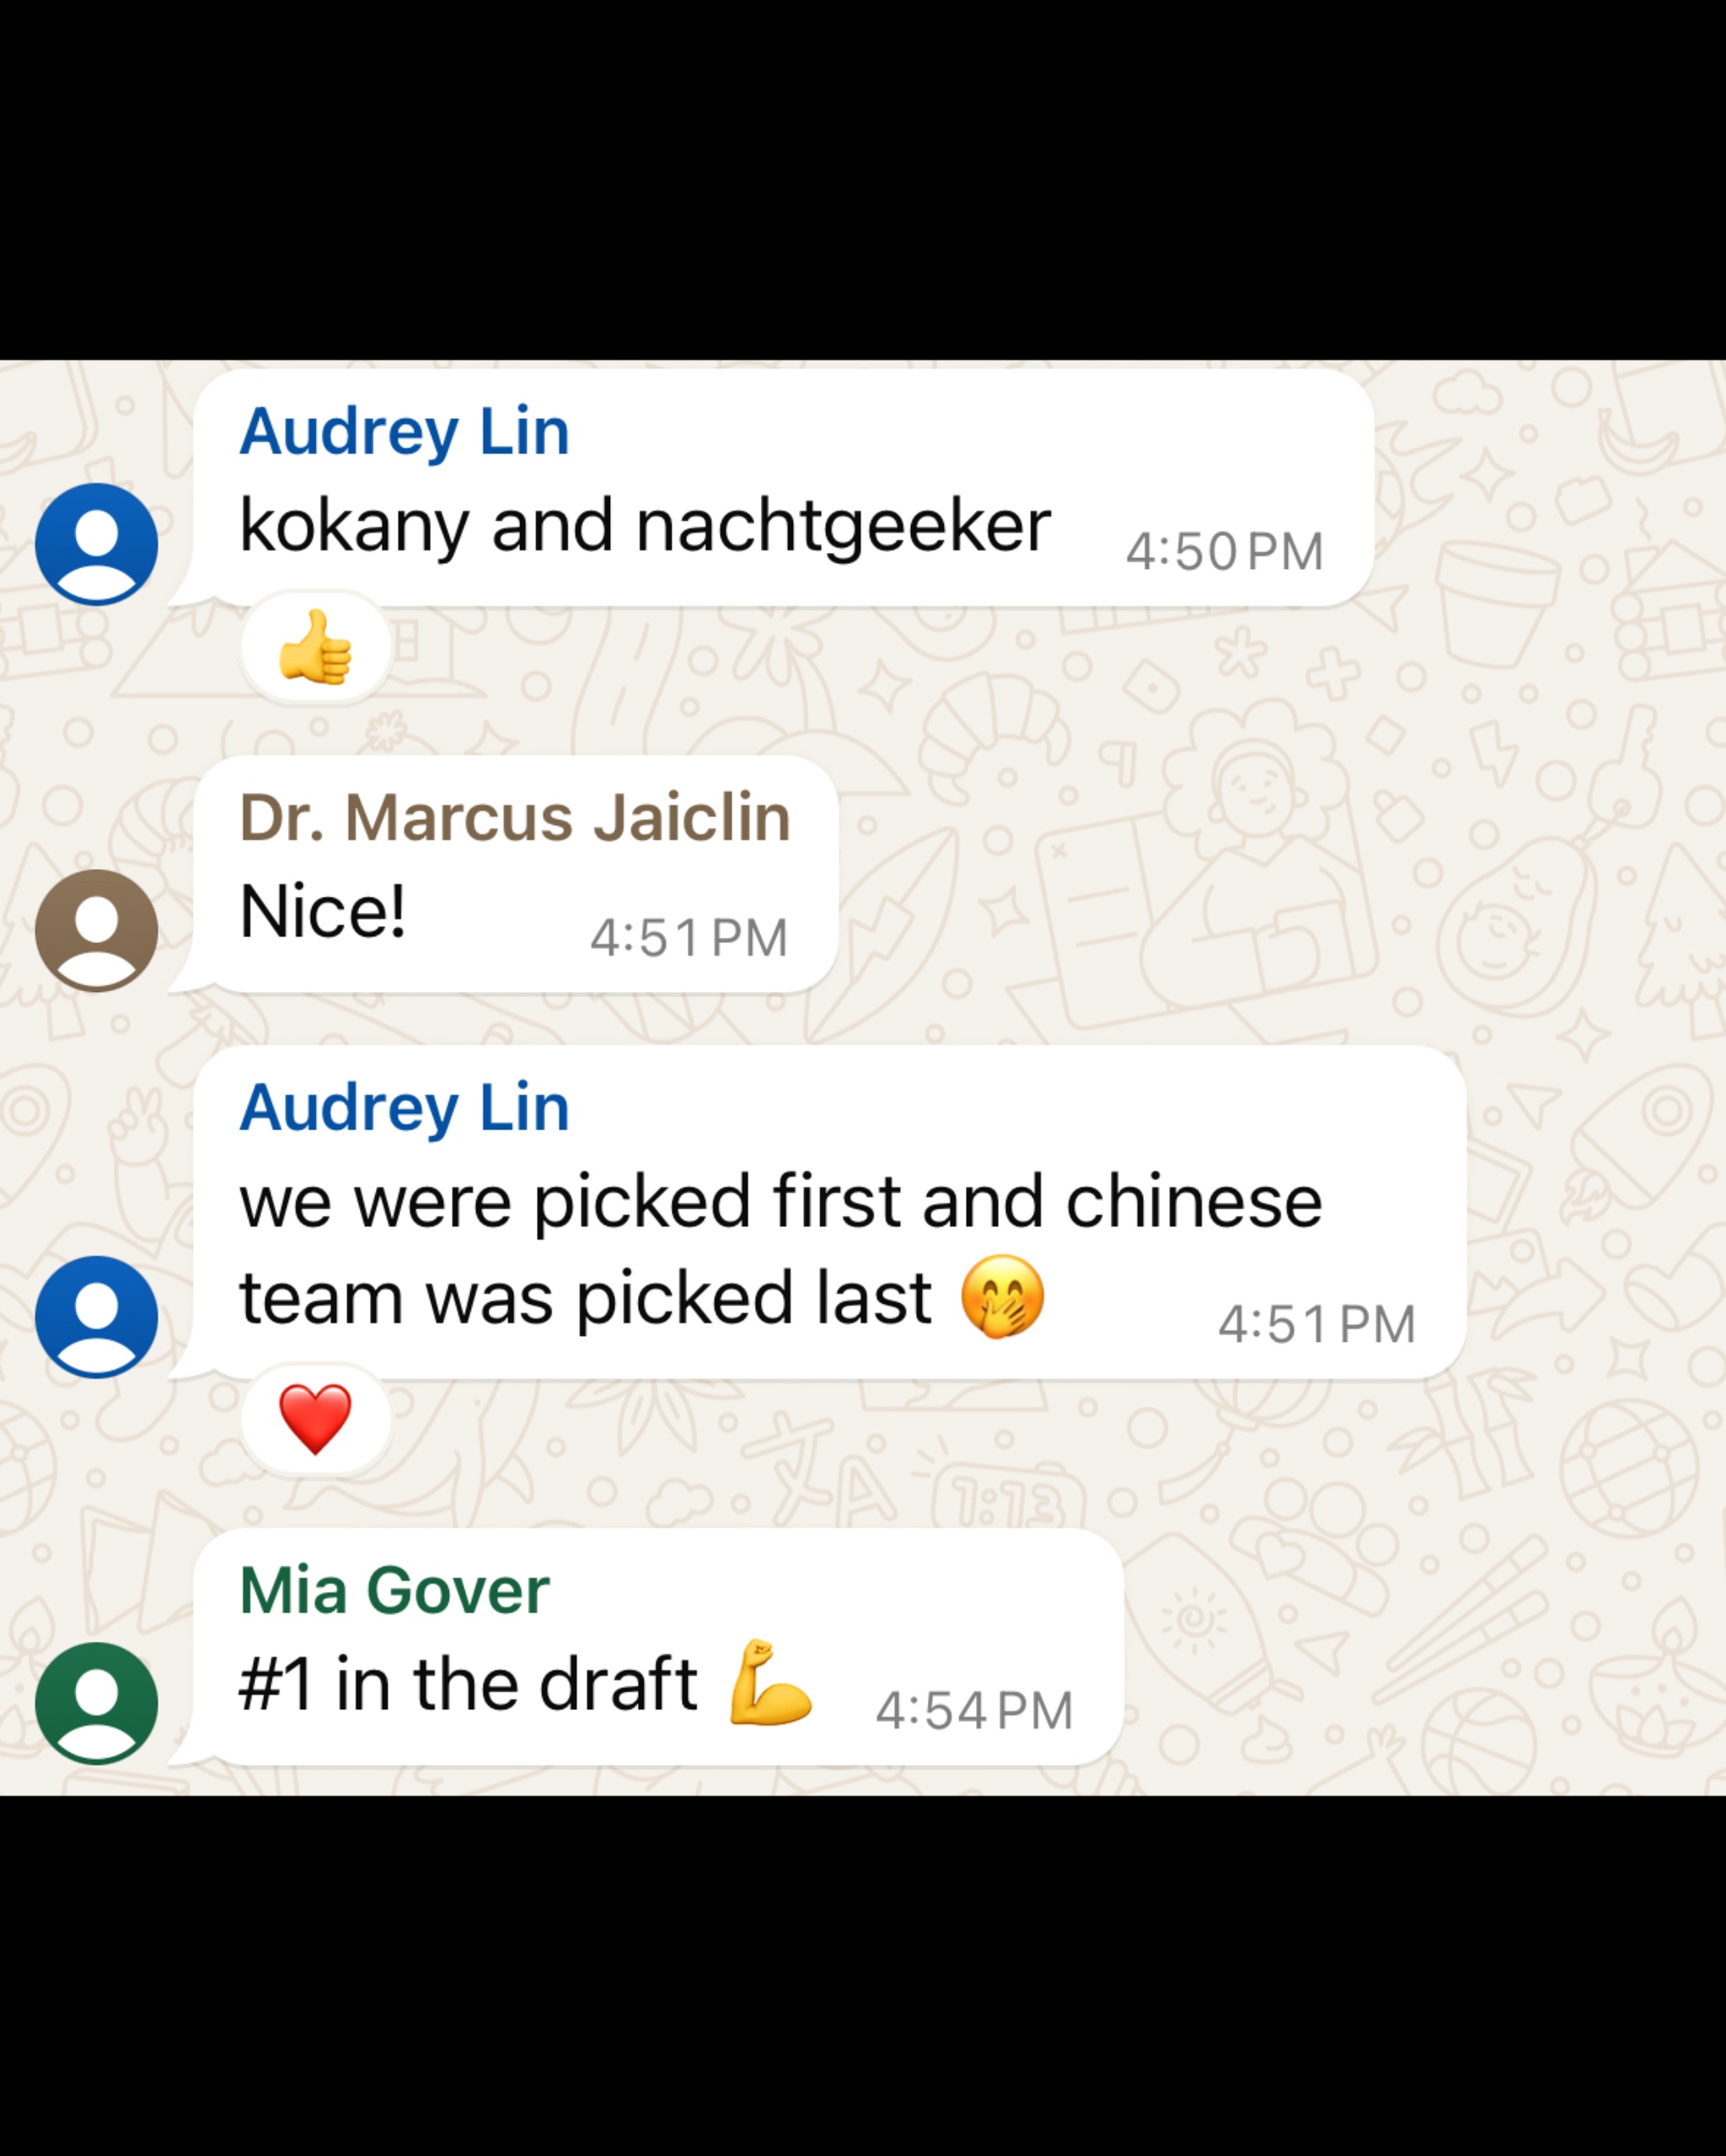 Audrey Lin
kokany and nachtgeeker 4:50 PM
👍
Dr. Marcus Jaiclin
Nice! 4:51 PM
Audrey Lin
we were picked first and chinese
team was picked last 🤭 4:51 PM
❤️
Mia Gover
#1 in the draft 💪 4:54 PM